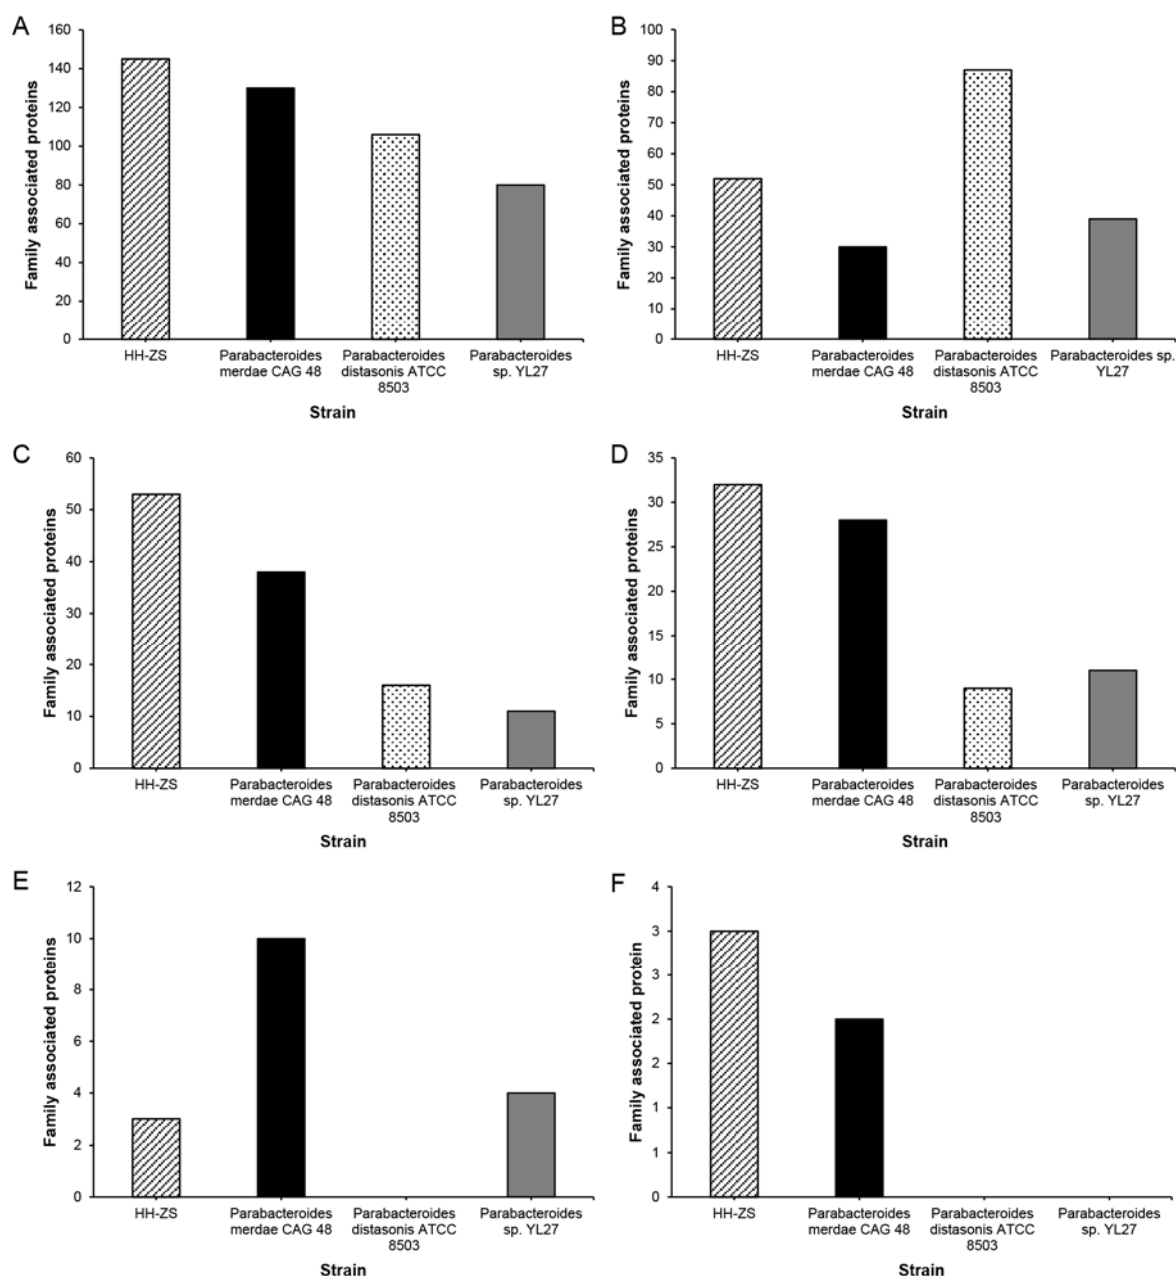 A
Family associated proteins
160
140
120
100
80
60
40
20
0
HH-ZS
Parabacteroides
merdae CAG 48
Parabacteroides
distasonis ATCC
8503
Parabacteroides
sp. YL27
Strain
B
Family associated proteins
100
90
80
70
60
50
40
30
20
10
0
HH-ZS
Parabacteroides
merdae CAG 48
Parabacteroides
distasonis ATCC
8503
Parabacteroides sp.
YL27
Strain
C
Family associated proteins
60
50
40
30
20
10
0
HH-ZS
Parabacteroides
merdae CAG 48
Parabacteroides
distasonis ATCC
8503
Parabacteroides
sp. YL27
Strain
D
Family associated proteins
35
30
25
20
15
10
5
0
HH-ZS
Parabacteroides
merdae CAG 48
Parabacteroides
distasonis ATCC
8503
Parabacteroides
sp. YL27
Strain
E
Family associated proteins
12
10
8
6
4
2
0
HH-ZS
Parabacteroides
merdae CAG 48
Parabacteroides
distasonis ATCC
8503
Parabacteroides
sp. YL27
Strain
F
Family associated protein
4
3
3
2
2
1
1
0
HH-ZS
Parabacteroides
merdae CAG 48
Parabacteroides
distasonis ATCC
8503
Parabacteroides
sp. YL27
Strain